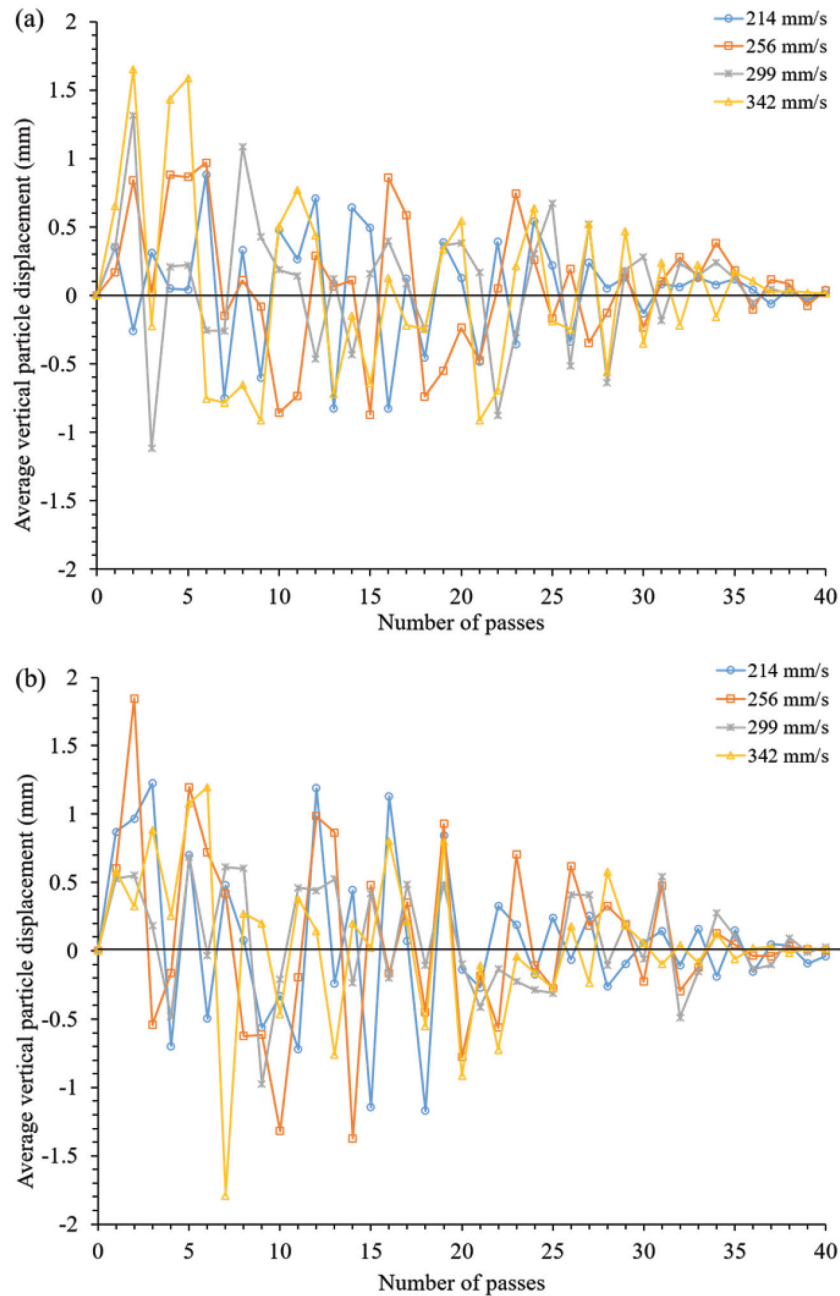 (a)
214 mm/s
256 mm/s
299 mm/s
342 mm/s
Average vertical particle displacement (mm)
2
1.5
1
0.5
0
-0.5
-1
-1.5
-2
0 5 10 15 20 25 30 35 40
Number of passes
(b)
214 mm/s
256 mm/s
299 mm/s
342 mm/s
Average vertical particle displacement (mm)
2
1.5
1
0.5
0
-0.5
-1
-1.5
-2
0 5 10 15 20 25 30 35 40
Number of passes